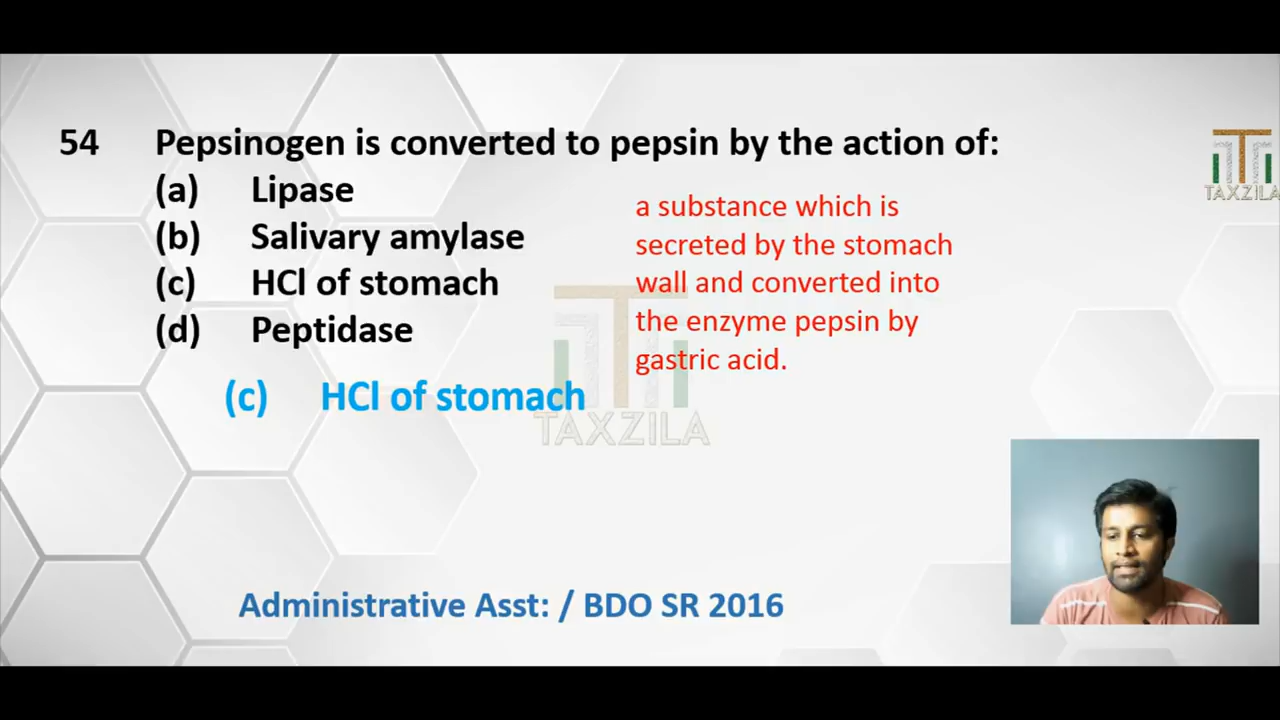 54 Pepsinogen is converted to pepsin by the action of:
(a) Lipase
(b) Salivary amylase
(c) HCl of stomach
(d) Peptidase
a substance which is
secreted by the stomach
wall and converted into
the enzyme pepsin by
gastric acid.
(c) HCl of stomach
TAXZILA
TAXZILA
Administrative Asst: / BDO SR 2016